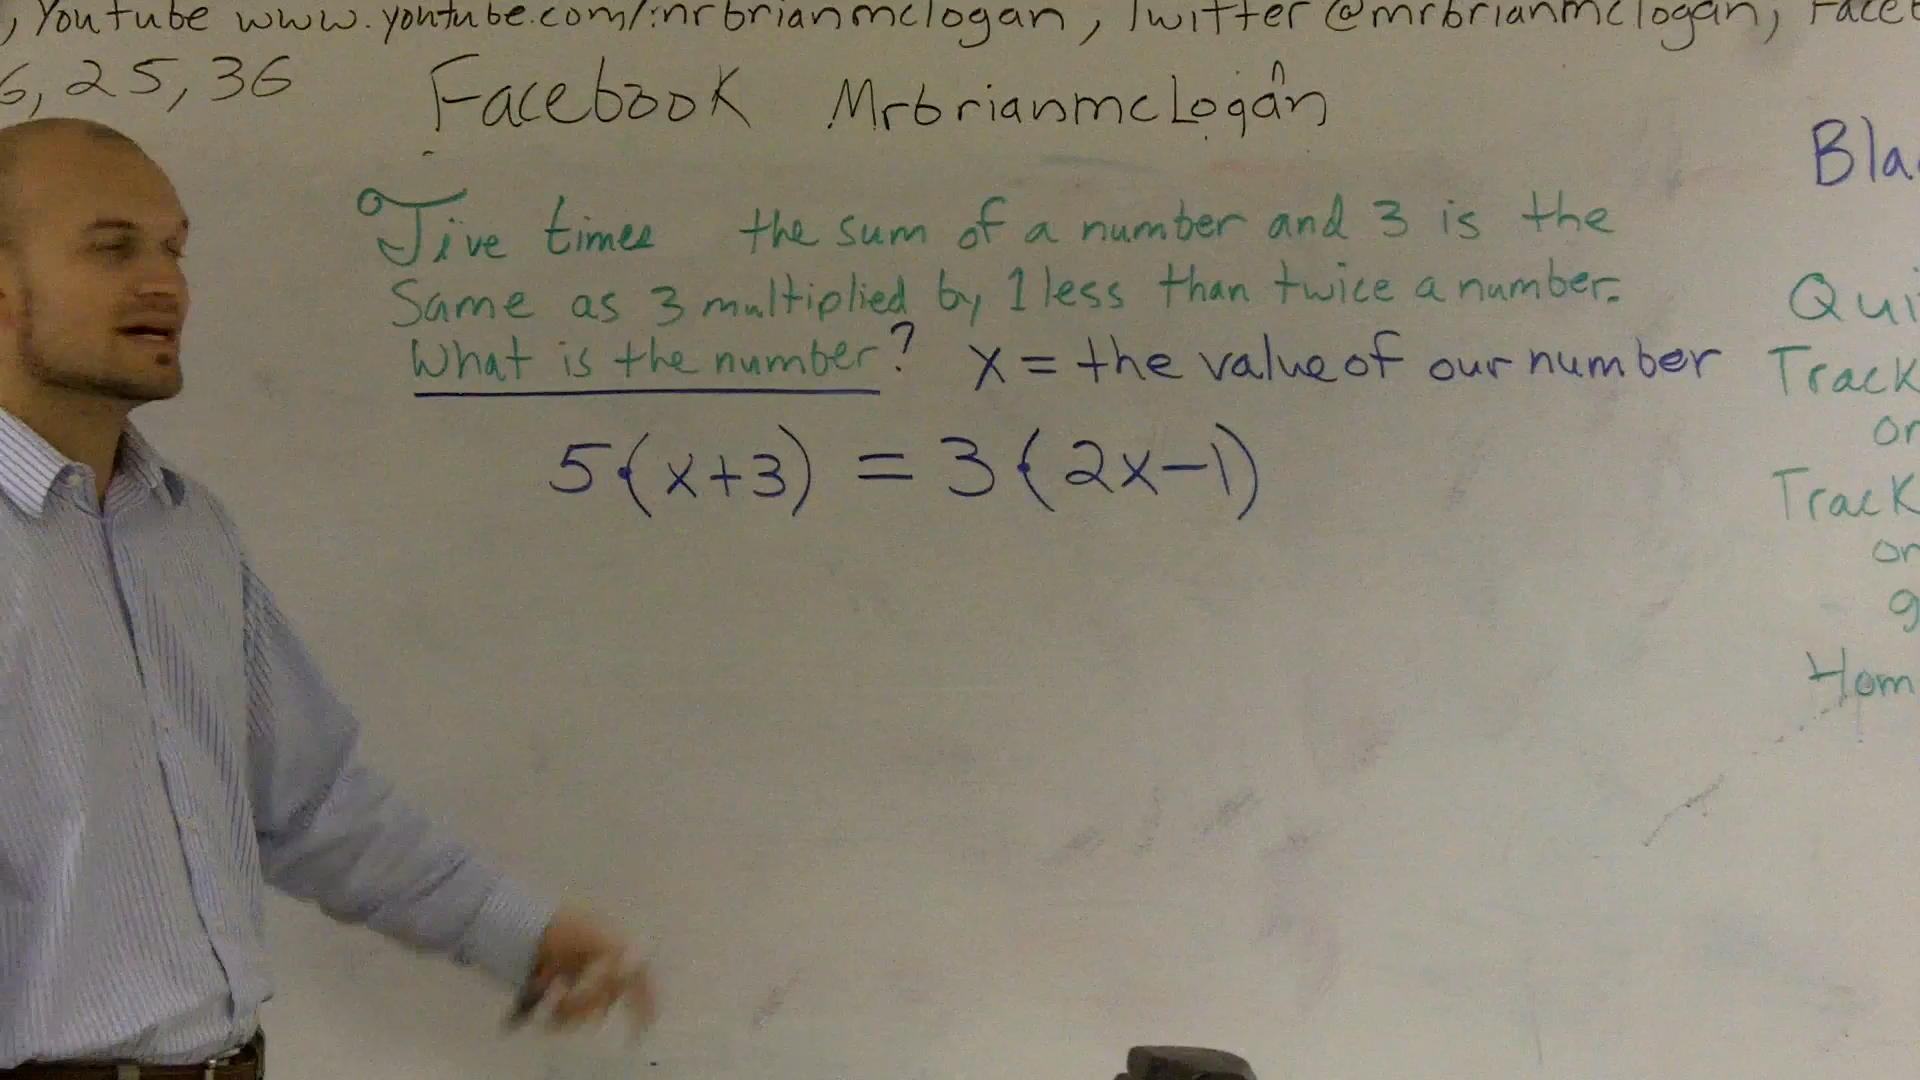 , YouTube www.youtube.com/mrbrianmclogan, Twitter @mrbrianmclogan, Faceb
6, 25, 36
Facebook Mrbrianmclogan
Five times the sum of a number and 3 is the
Same as 3 multiplied by 1 less than twice a number.
What is the number? x = the value of our number
5·(x+3) = 3·(2x-1)
Bla
Qui
Track
or
Track
or
g
Hom